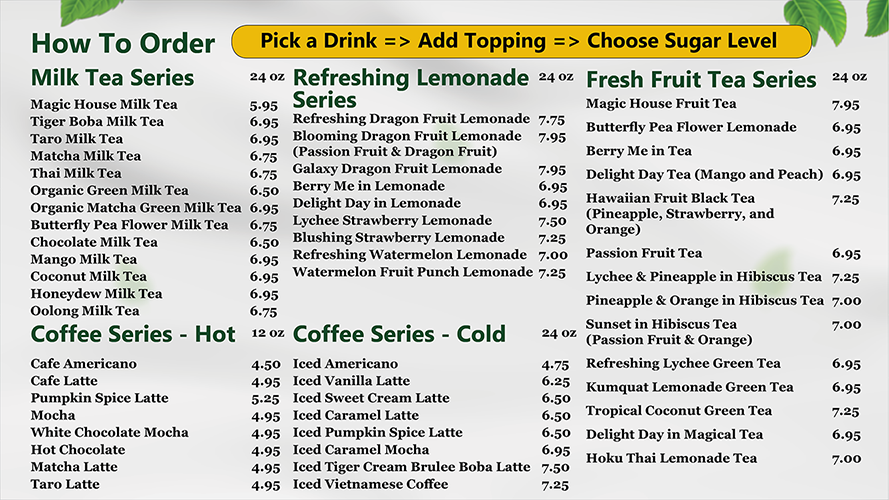 How To Order
Pick a Drink => Add Topping => Choose Sugar Level
Milk Tea Series 24 oz
Magic House Milk Tea 5.95
Tiger Boba Milk Tea 6.95
Taro Milk Tea 6.95
Matcha Milk Tea 6.75
Thai Milk Tea 6.75
Organic Green Milk Tea 6.50
Organic Matcha Green Milk Tea 6.95
Butterfly Pea Flower Milk Tea 6.75
Chocolate Milk Tea 6.50
Mango Milk Tea 6.95
Coconut Milk Tea 6.95
Honeydew Milk Tea 6.95
Oolong Milk Tea 6.75
Coffee Series - Hot 12 oz
Cafe Americano 4.50
Cafe Latte 4.95
Pumpkin Spice Latte 5.25
Mocha 4.95
White Chocolate Mocha 4.95
Hot Chocolate 4.95
Matcha Latte 4.95
Taro Latte 4.95
Refreshing Lemonade 24 oz
Series
Refreshing Dragon Fruit Lemonade 7.75
Blooming Dragon Fruit Lemonade 7.95
(Passion Fruit & Dragon Fruit)
Galaxy Dragon Fruit Lemonade 7.95
Berry Me in Lemonade 6.95
Delight Day in Lemonade 6.95
Lychee Strawberry Lemonade 7.50
Blushing Strawberry Lemonade 7.25
Refreshing Watermelon Lemonade 7.00
Watermelon Fruit Punch Lemonade 7.25
Coffee Series - Cold 24 oz
Iced Americano 4.75
Iced Vanilla Latte 6.25
Iced Sweet Cream Latte 6.50
Iced Caramel Latte 6.50
Iced Pumpkin Spice Latte 6.50
Iced Caramel Mocha 6.95
Iced Tiger Cream Brulee Boba Latte 7.50
Iced Vietnamese Coffee 7.25
Fresh Fruit Tea Series 24 oz
Magic House Fruit Tea 7.95
Butterfly Pea Flower Lemonade 6.95
Berry Me in Tea 6.95
Delight Day Tea (Mango and Peach) 6.95
Hawaiian Fruit Black Tea 7.25
(Pineapple, Strawberry, and
Orange)
Passion Fruit Tea 6.95
Lychee & Pineapple in Hibiscus Tea 7.25
Pineapple & Orange in Hibiscus Tea 7.00
Sunset in Hibiscus Tea 7.00
(Passion Fruit & Orange)
Refreshing Lychee Green Tea 6.95
Kumquat Lemonade Green Tea 6.95
Tropical Coconut Green Tea 7.25
Delight Day in Magical Tea 6.95
Hoku Thai Lemonade Tea 7.00